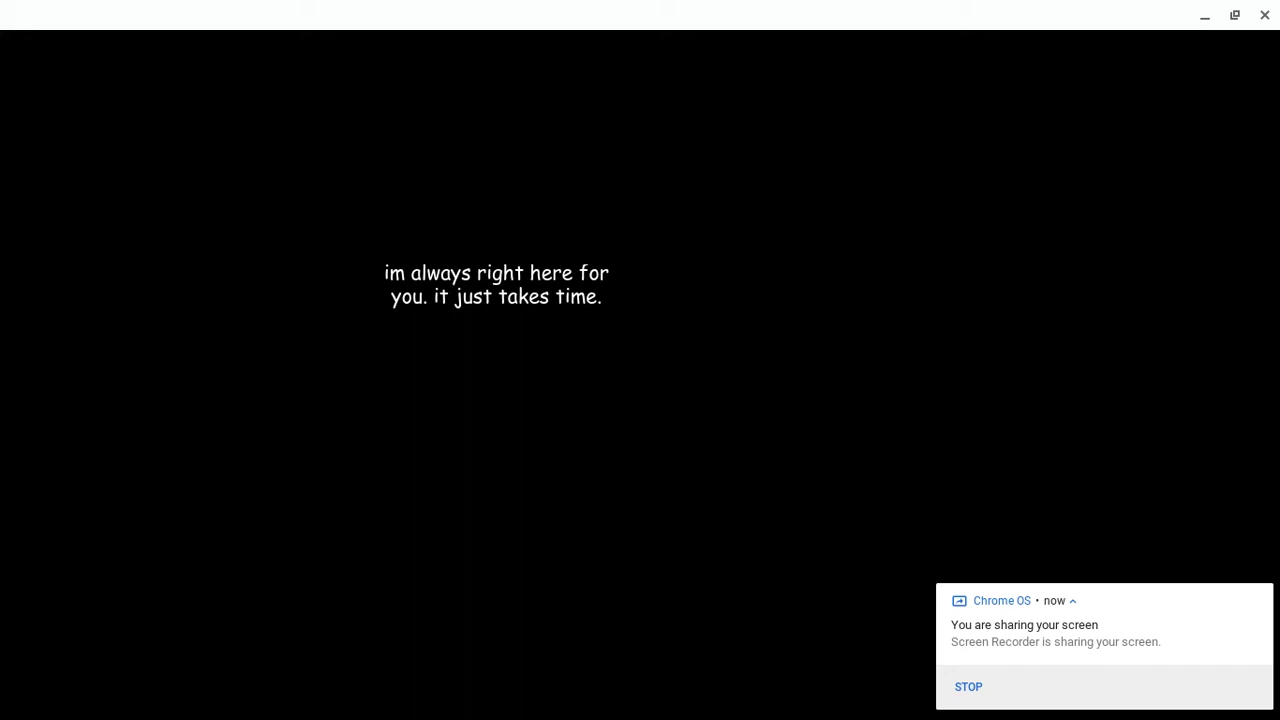 im always right here for
you. it just takes time.
Chrome OS • now
You are sharing your screen
Screen Recorder is sharing your screen.
STOP